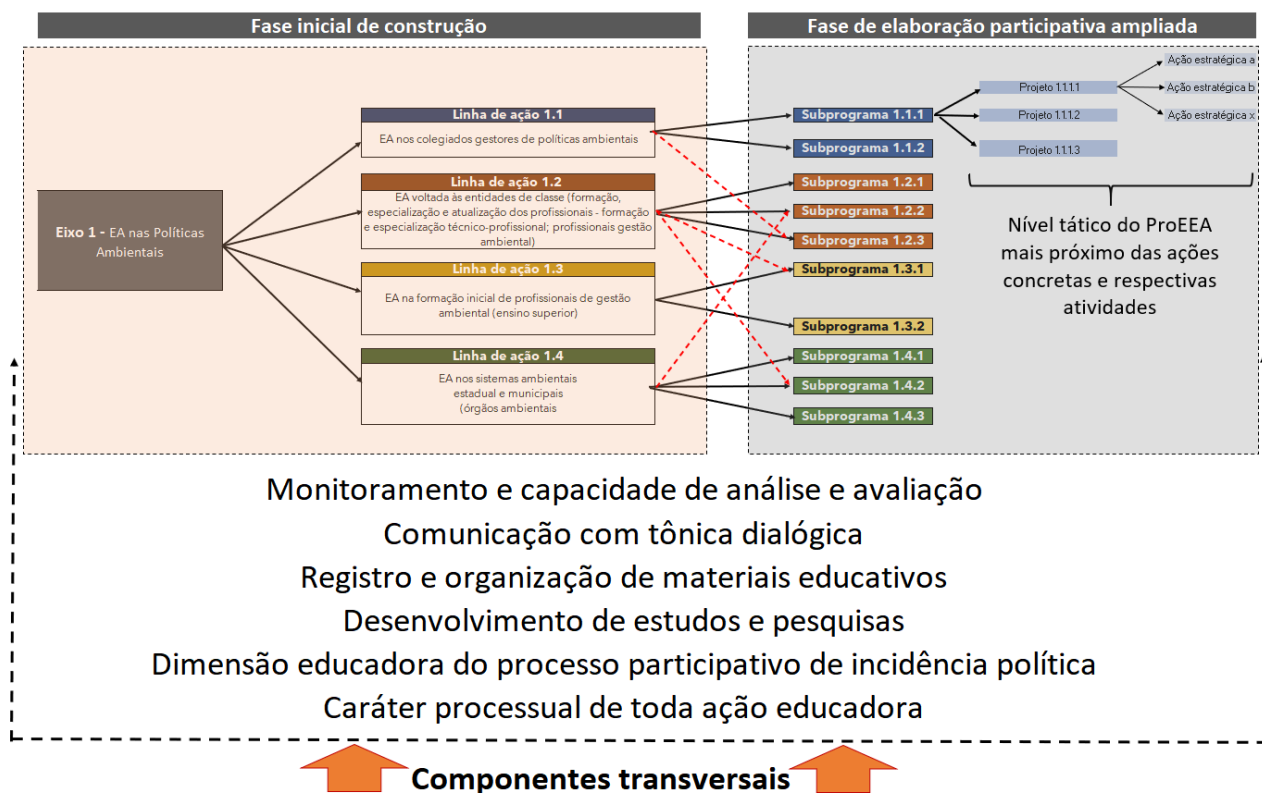 Fase inicial de construção
Fase de elaboração participativa ampliada
Eixo 1 - EA nas Políticas
Ambientais
Linha de ação 1.1
EA nos colegiados gestores de políticas ambientais
Linha de ação 1.2
EA voltada às entidades de classe (formação,
especialização e atualização dos profissionais - formação
e especialização técnico-profissional; profissionais gestão
ambiental)
Linha de ação 1.3
EA na formação inicial de profissionais de gestão
ambiental (ensino superior)
Linha de ação 1.4
EA nos sistemas ambientais
estadual e municipais
(órgãos ambientais
Subprograma 1.1.1
Subprograma 1.1.2
Subprograma 1.2.1
Subprograma 1.2.2
Subprograma 1.2.3
Subprograma 1.3.1
Subprograma 1.3.2
Subprograma 1.4.1
Subprograma 1.4.2
Subprograma 1.4.3
Projeto 1.1.1.1
Projeto 1.1.1.2
Projeto 1.1.1.3
Ação estratégica a
Ação estratégica b
Ação estratégica x
Nível tático do ProEEA
mais próximo das ações
concretas e respectivas
atividades
Monitoramento e capacidade de análise e avaliação
Comunicação com tônica dialógica
Registro e organização de materiais educativos
Desenvolvimento de estudos e pesquisas
Dimensão educadora do processo participativo de incidência política
Caráter processual de toda ação educadora
Componentes transversais